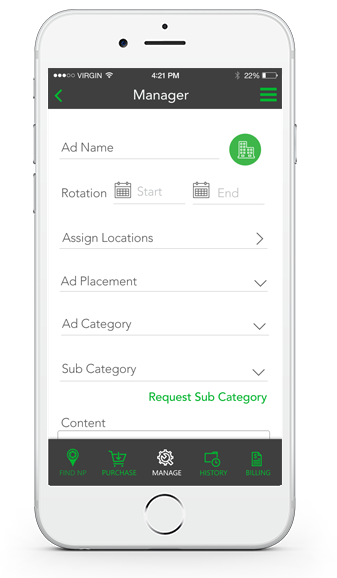 VIRGIN 4:21 PM 22%
Manager
Ad Name
Rotation Start End
Assign Locations
Ad Placement
Ad Category
Sub Category
Request Sub Category
Content
FIND NP PURCHASE MANAGE HISTORY BILLING